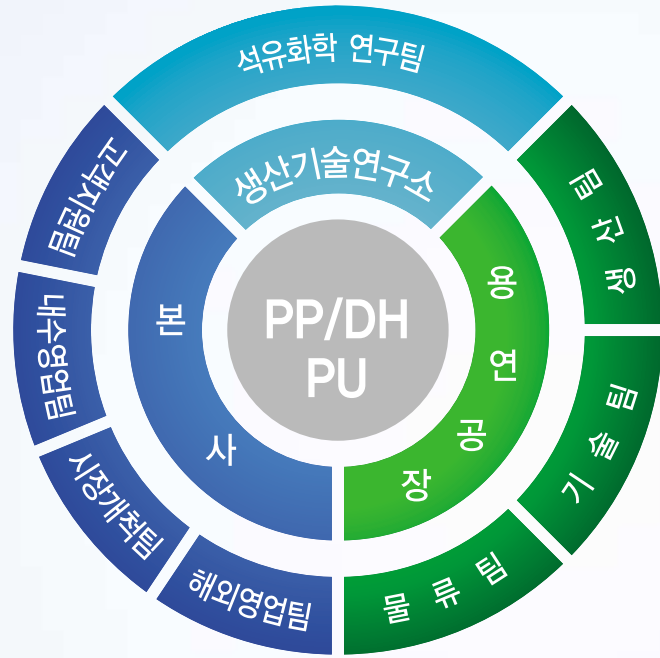 석유화학 연구팀
생산기술연구소
고객지원팀
내수영업팀
시장개척팀
해외영업팀
본사
PP/DH
PU
용연공장
생산팀
기술팀
물류팀